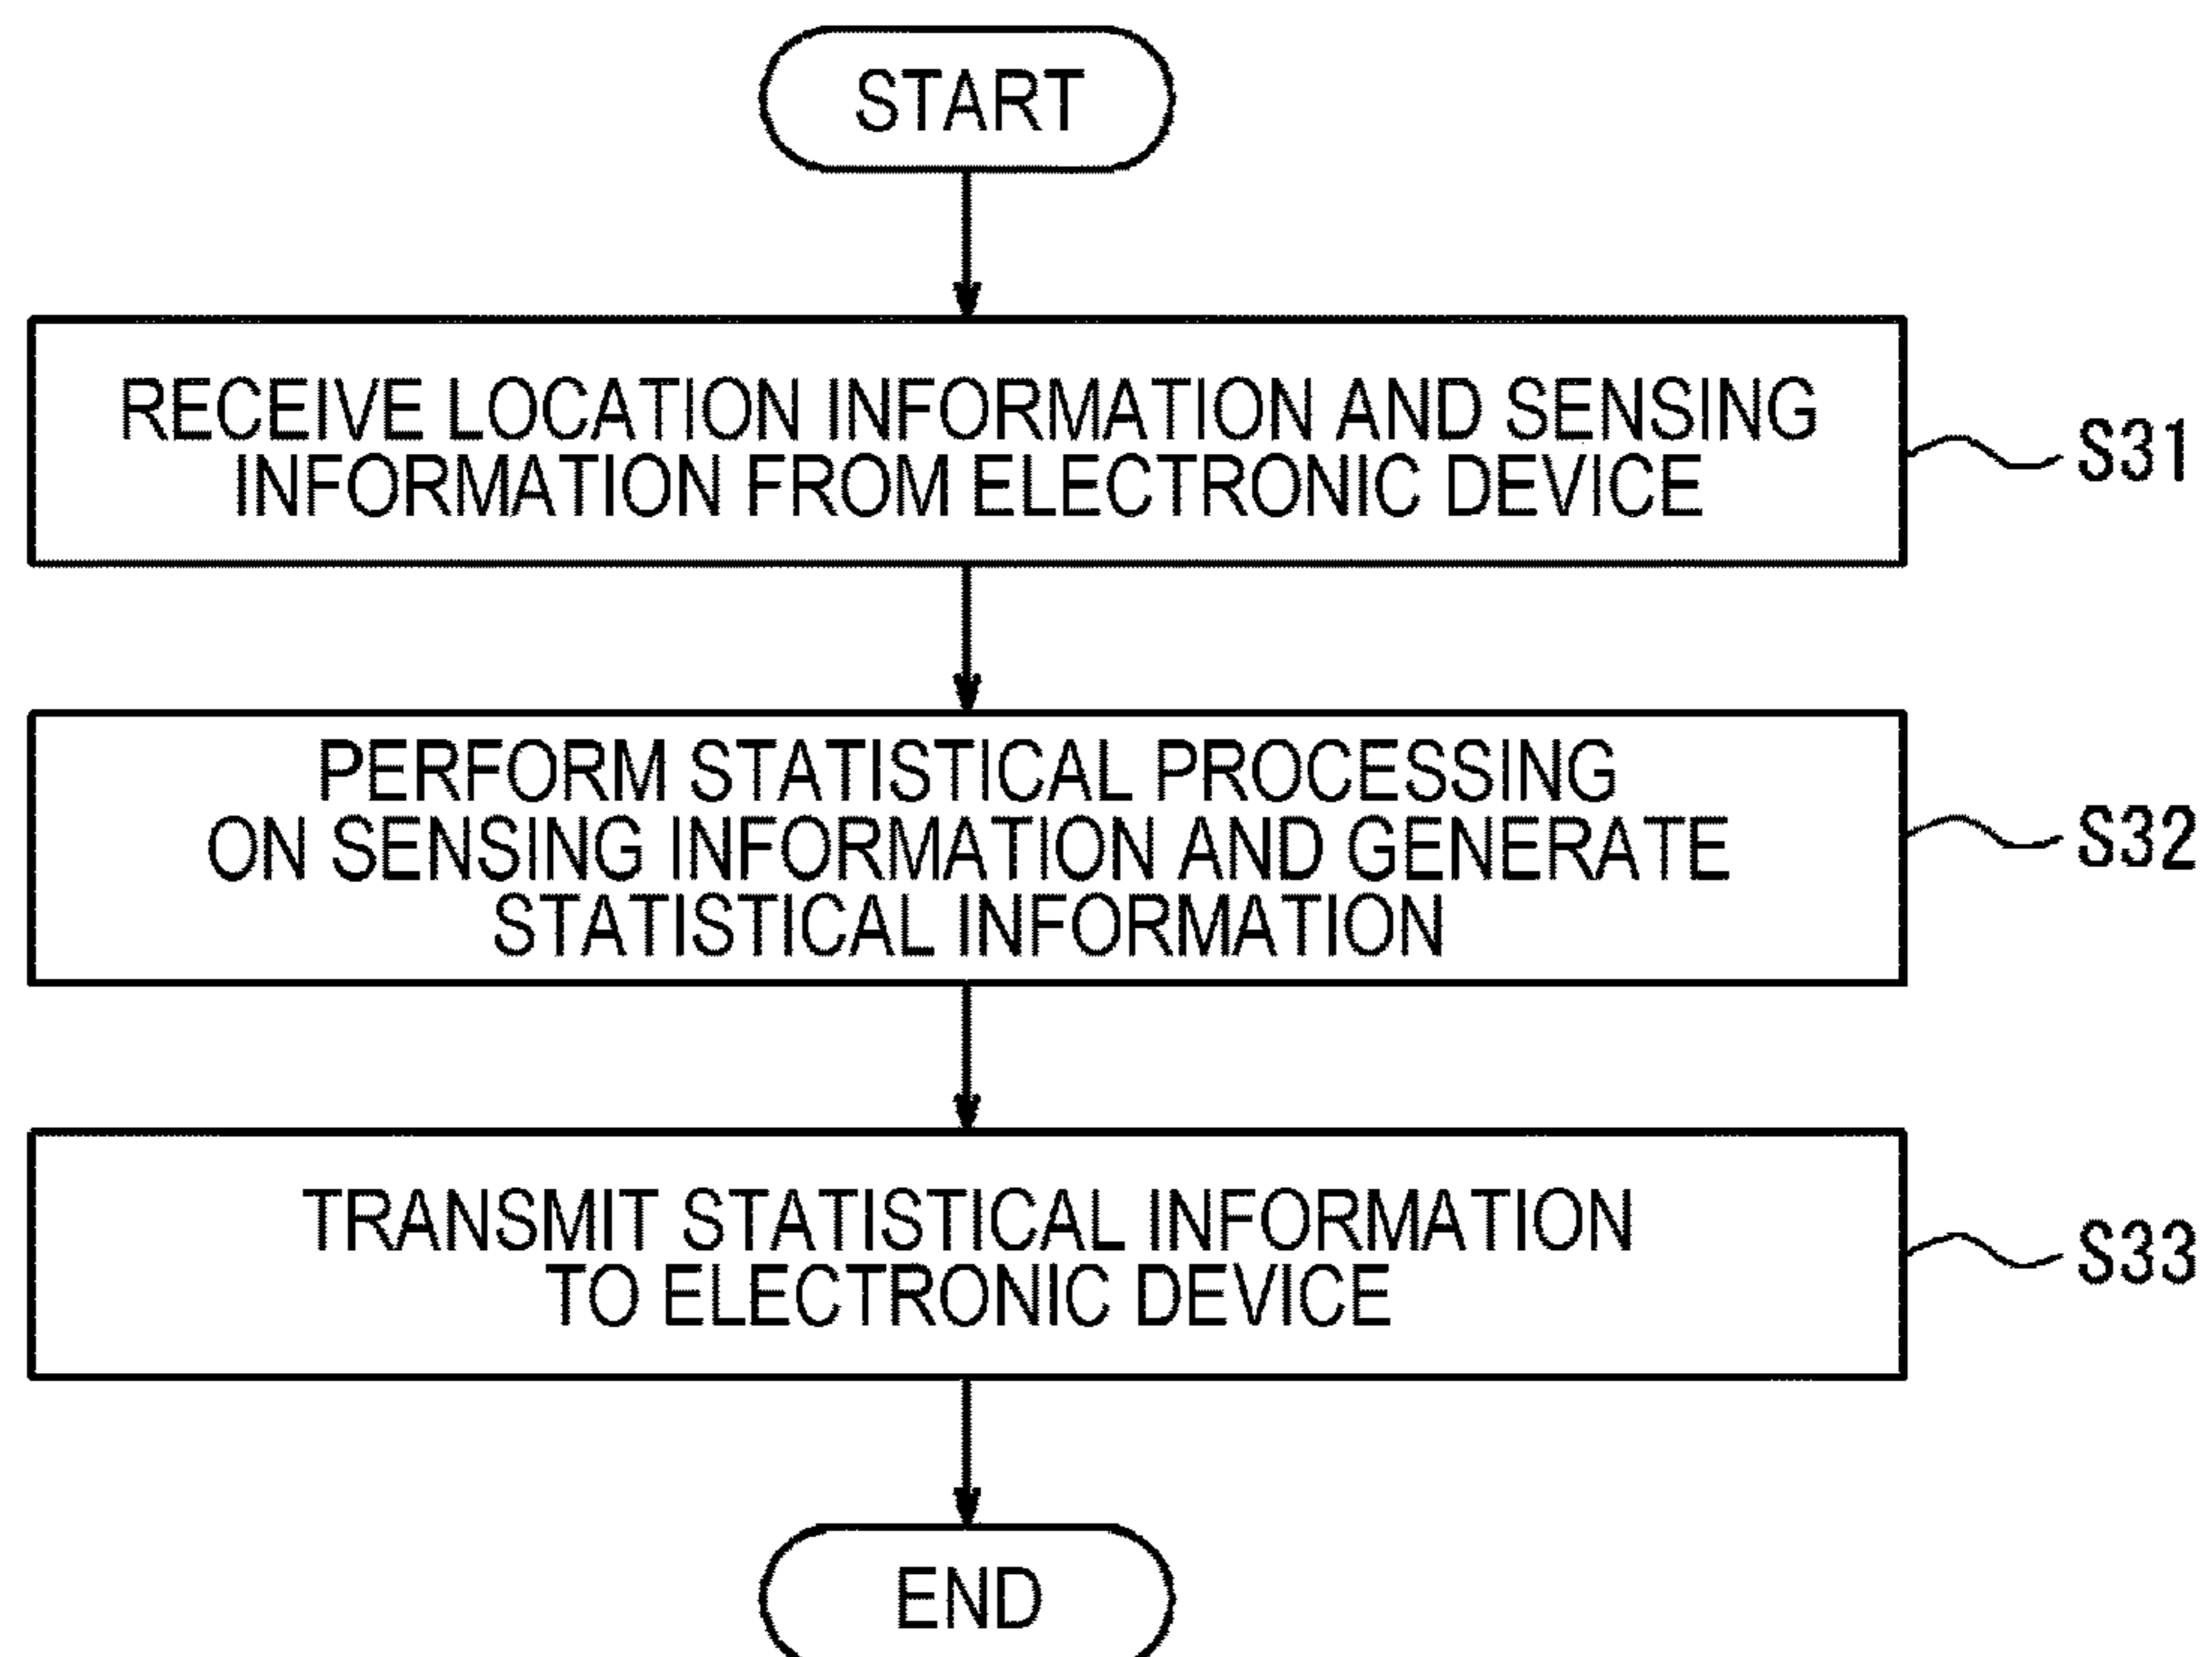 START
RECEIVE LOCATION INFORMATION AND SENSING
INFORMATION FROM ELECTRONIC DEVICE
S31
PERFORM STATISTICAL PROCESSING
ON SENSING INFORMATION AND GENERATE
STATISTICAL INFORMATION
S32
TRANSMIT STATISTICAL INFORMATION
TO ELECTRONIC DEVICE
S33
END